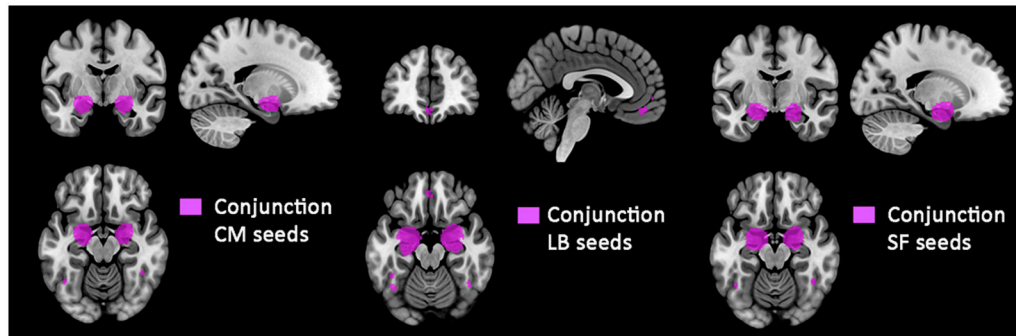 Conjunction
CM seeds
Conjunction
LB seeds
Conjunction
SF seeds